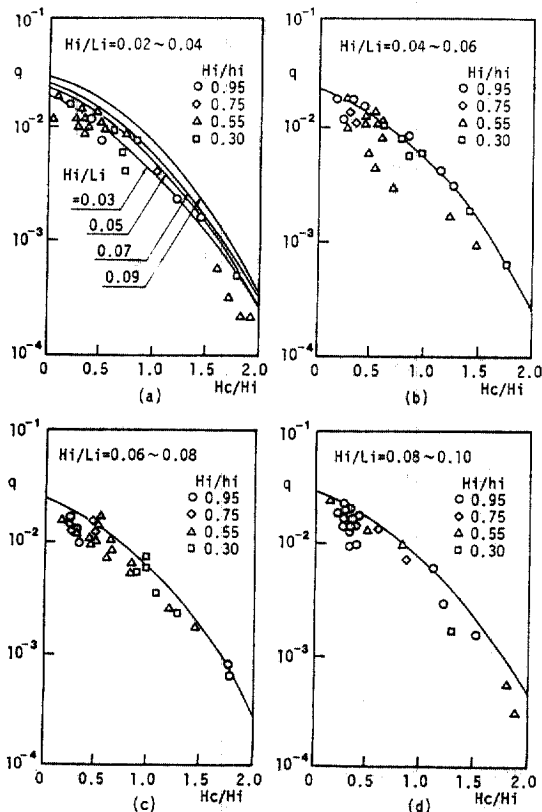 10⁻¹
q
10⁻²
10⁻³
10⁻⁴
Hi/Li=0.02~0.04
Hi/hi
○ 0.95
◇ 0.75
△ 0.55
□ 0.30
Hi/Li
=0.03
0.05
0.07
0.09
0 0.5 1.0 1.5 2.0
(a) Hc/Hi
10⁻¹
q
10⁻²
10⁻³
10⁻⁴
Hi/Li=0.04~0.06
Hi/hi
○ 0.95
◇ 0.75
△ 0.55
□ 0.30
0 0.5 1.0 1.5 2.0
(b) Hc/Hi
10⁻¹
q
10⁻²
10⁻³
10⁻⁴
Hi/Li=0.06~0.08
Hi/hi
○ 0.95
◇ 0.75
△ 0.55
□ 0.30
0 0.5 1.0 1.5 2.0
(c) Hc/Hi
10⁻¹
q
10⁻²
10⁻³
10⁻⁴
Hi/Li=0.08~0.10
Hi/hi
○ 0.95
◇ 0.75
△ 0.55
□ 0.30
0 0.5 1.0 1.5 2.0
(d) Hc/Hi